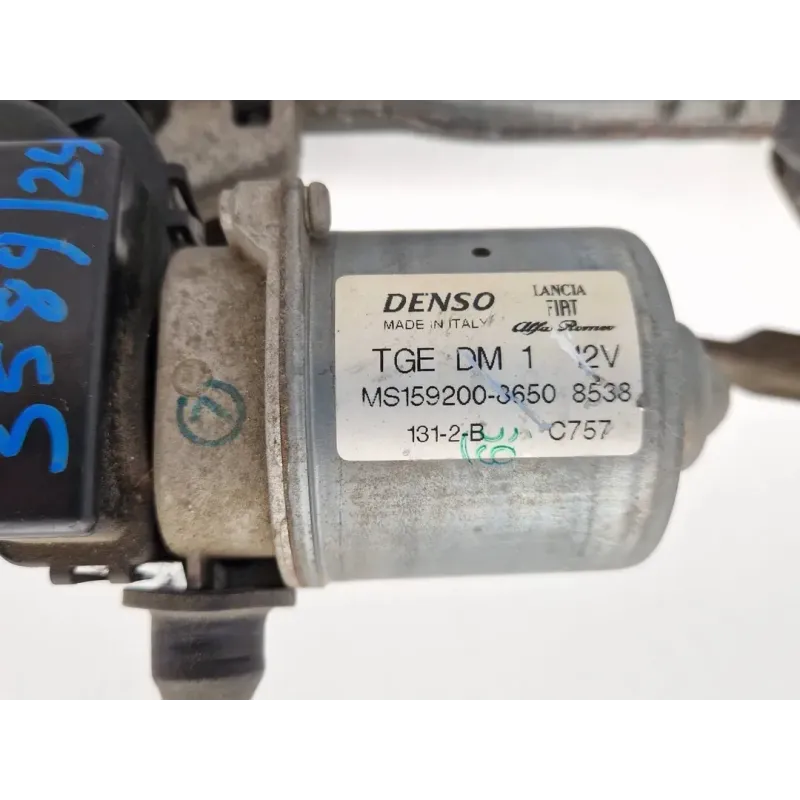 5589/24
DENSO
MADE IN ITALY
LANCIA
FIAT
Alfa Romeo
TGE DM 1 12V
MS159200-3650 8538
131-2-B C757